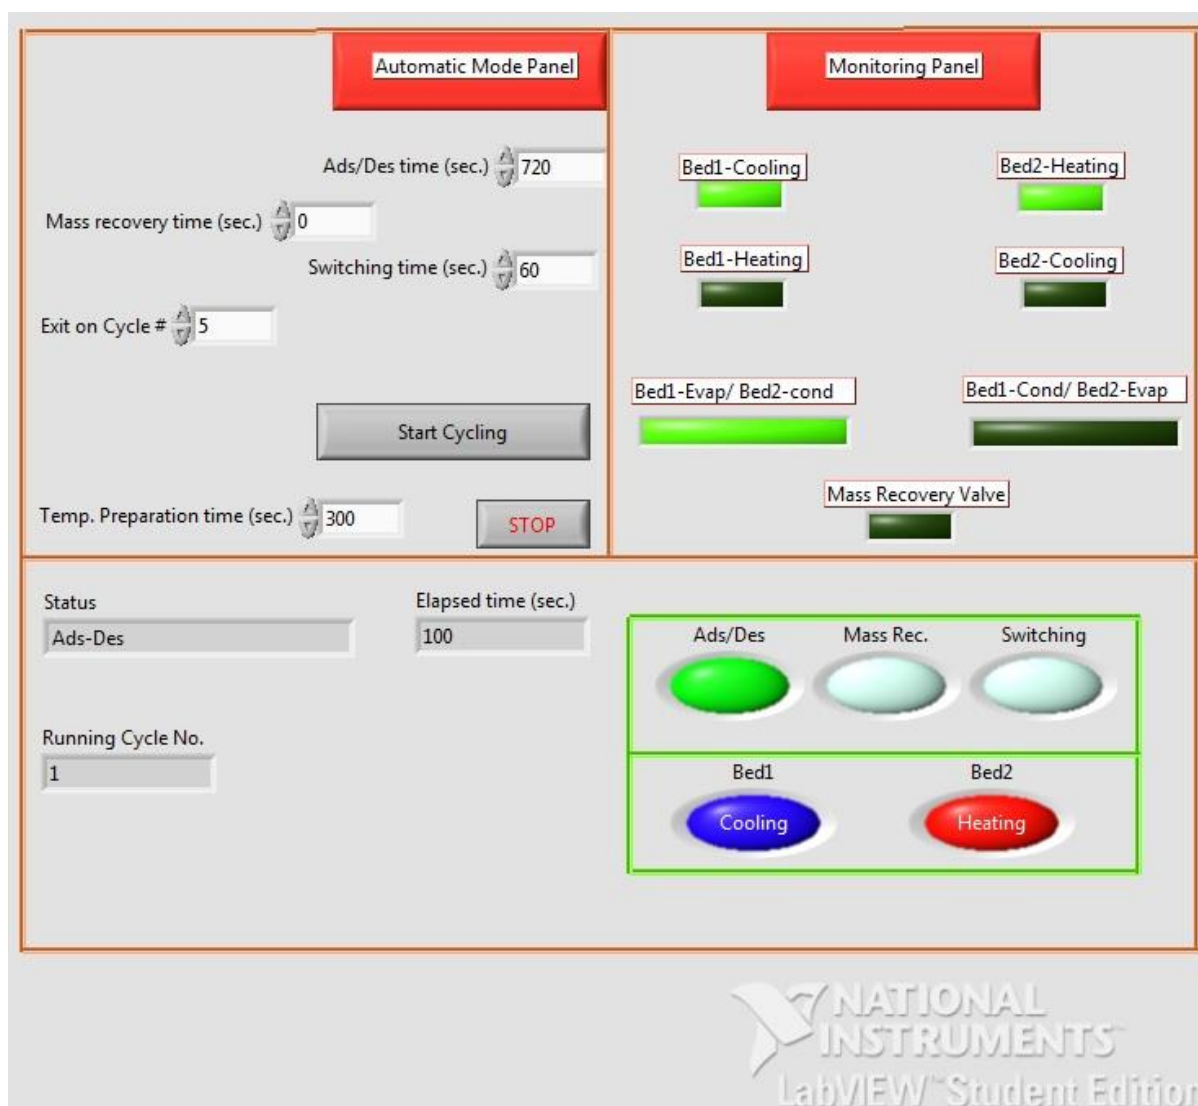 Automatic Mode Panel
Monitoring Panel
Ads/Des time (sec.) 720
Mass recovery time (sec.) 0
Switching time (sec.) 60
Exit on Cycle # 5
Start Cycling
Temp. Preparation time (sec.) 300
STOP
Bed1-Cooling
Bed2-Heating
Bed1-Heating
Bed2-Cooling
Bed1-Evap/ Bed2-cond
Bed1-Cond/ Bed2-Evap
Mass Recovery Valve
Status
Ads-Des
Elapsed time (sec.)
100
Running Cycle No.
1
Ads/Des Mass Rec. Switching
Bed1 Bed2
Cooling Heating
NATIONAL
INSTRUMENTS™
LabVIEW™ Student Edition